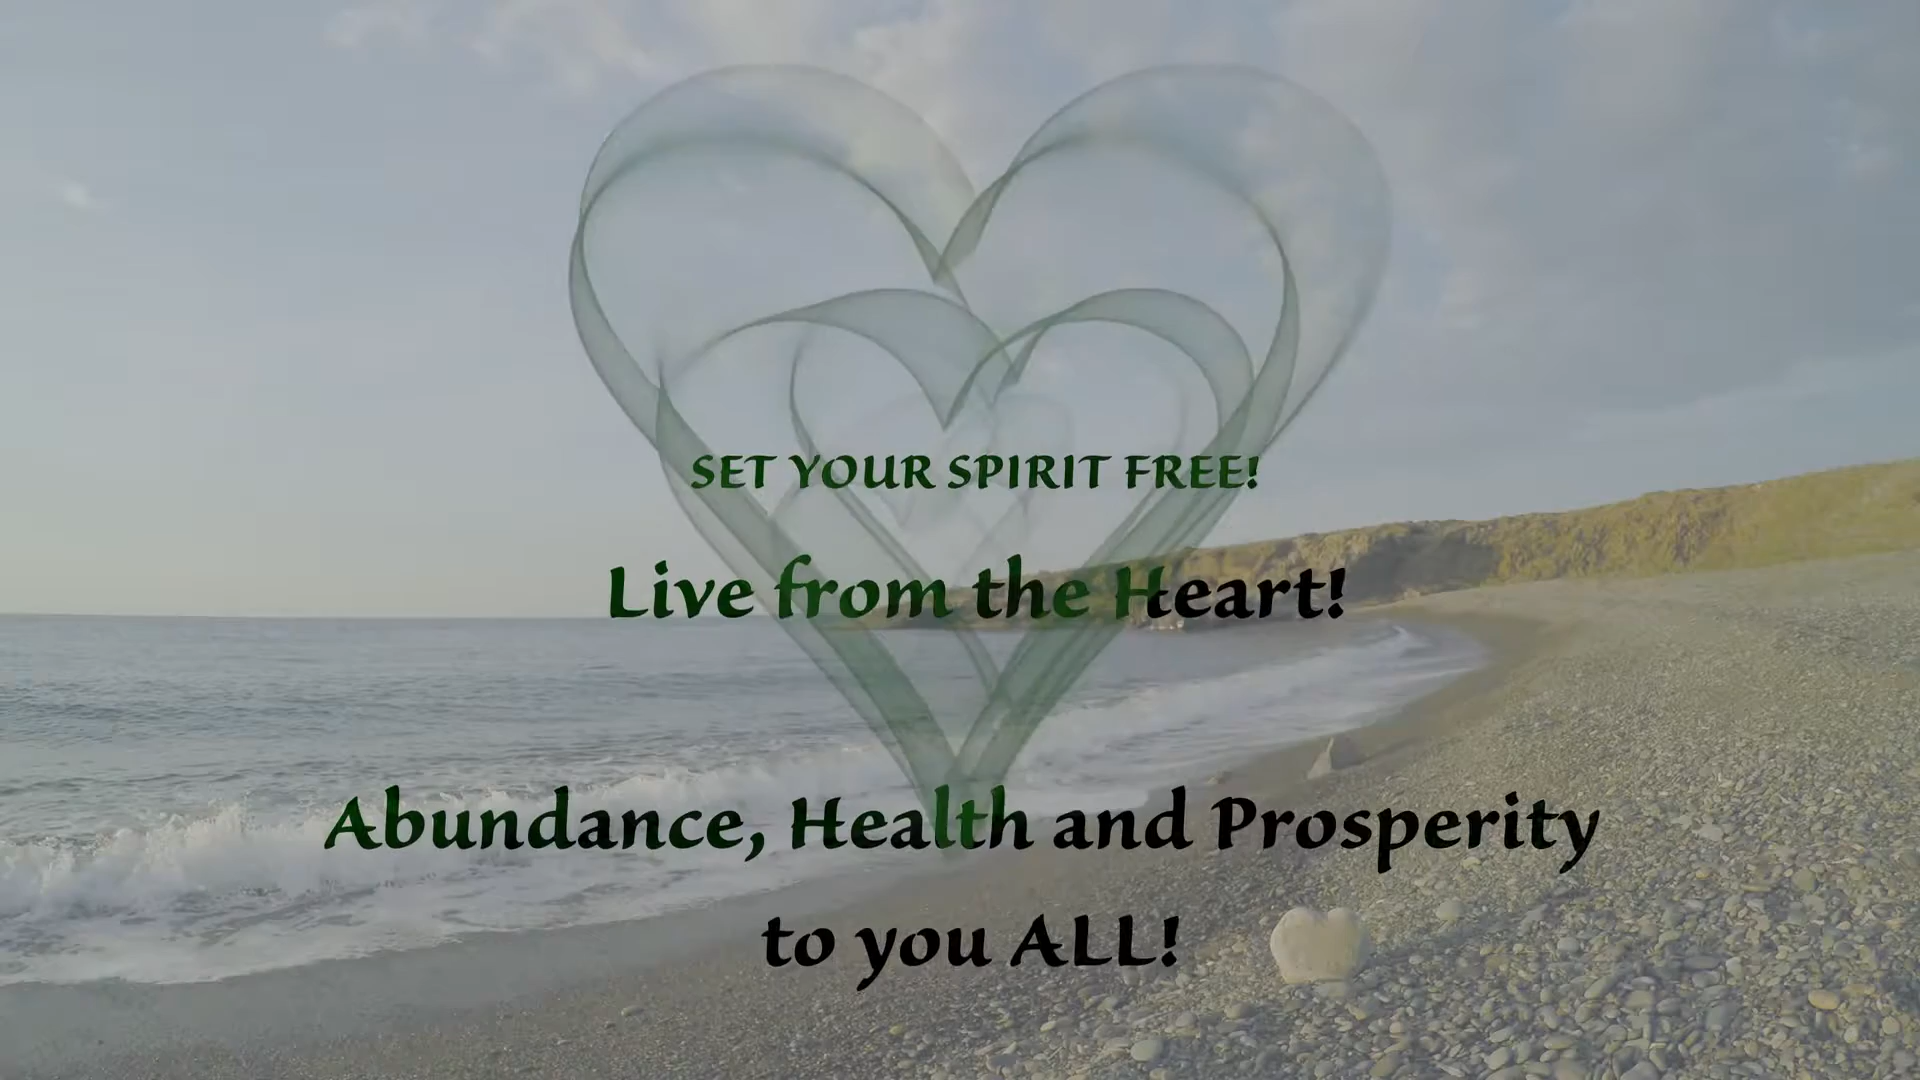 SET YOUR SPIRIT FREE!
Live from the Heart!
Abundance, Health and Prosperity
to you ALL!